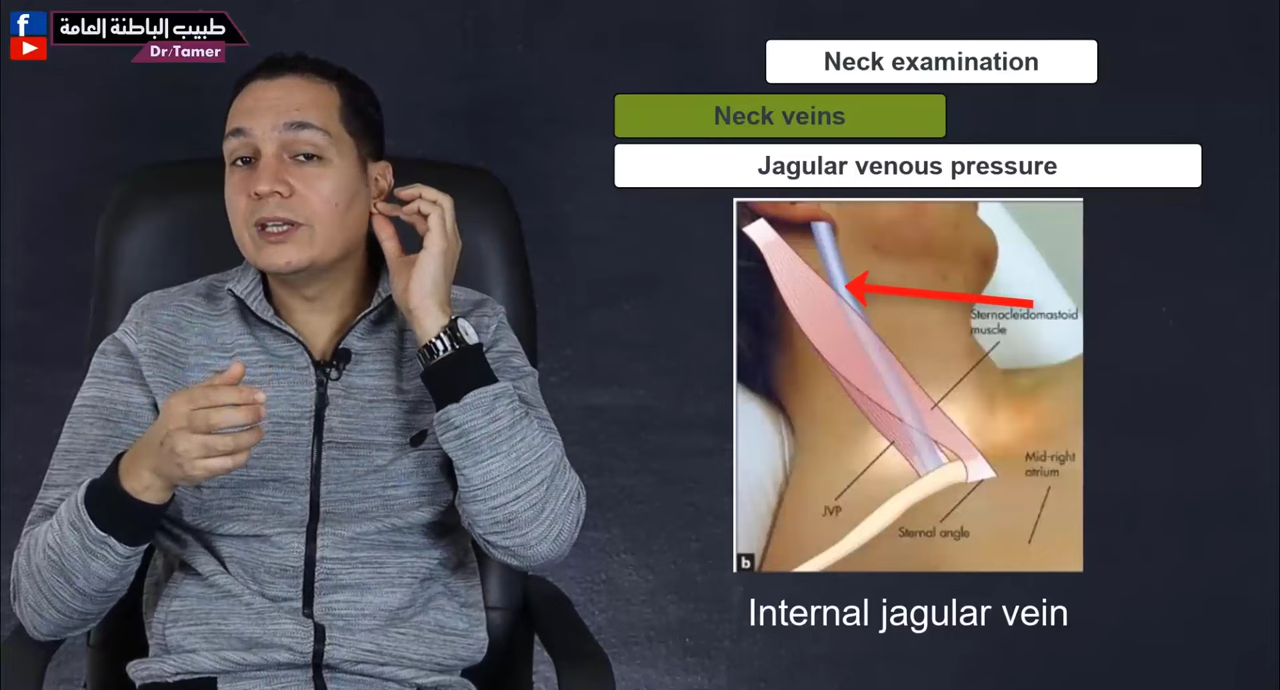 f
طبيب الباطنة العامة
Dr/Tamer
Neck examination
Neck veins
Jagular venous pressure
Sternocleidomastoid
muscle
Mid-right
atrium
JVP
Sternal angle
b
Internal jagular vein